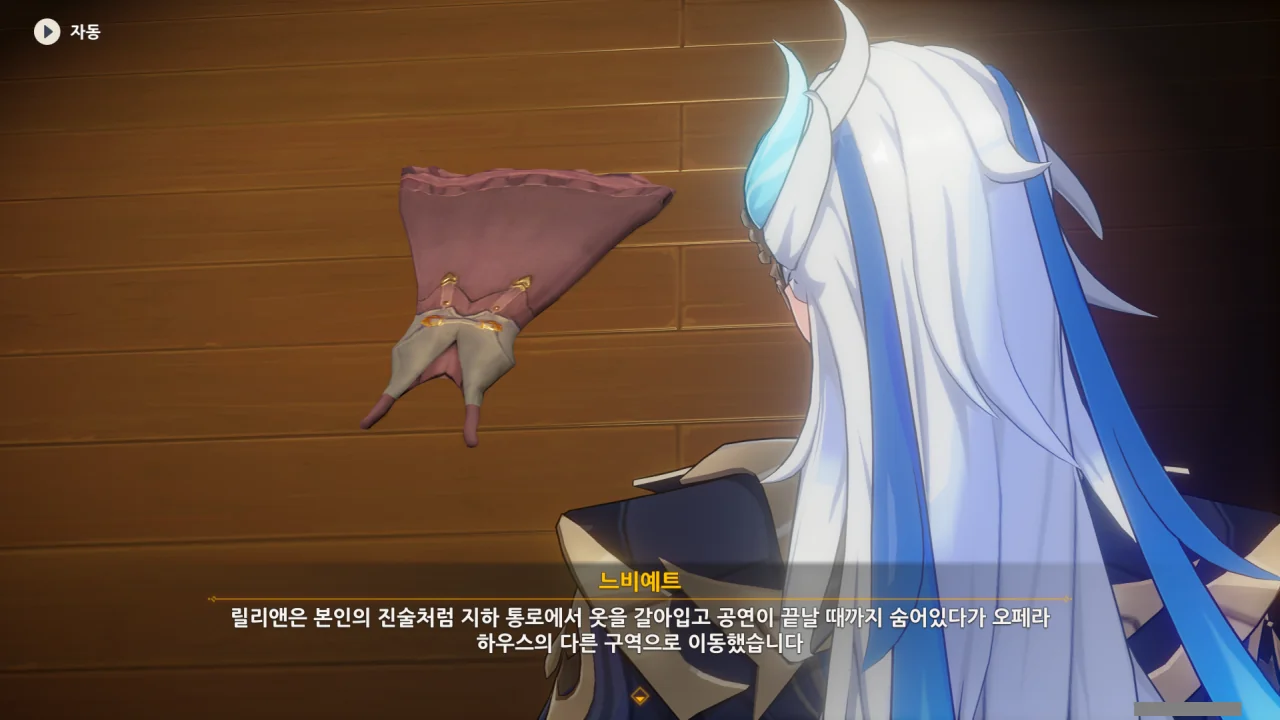 자동
느비예트
릴리앤은 본인의 진술처럼 지하 통로에서 옷을 갈아입고 공연이 끝날 때까지 숨어있다가 오페라
하우스의 다른 구역으로 이동했습니다